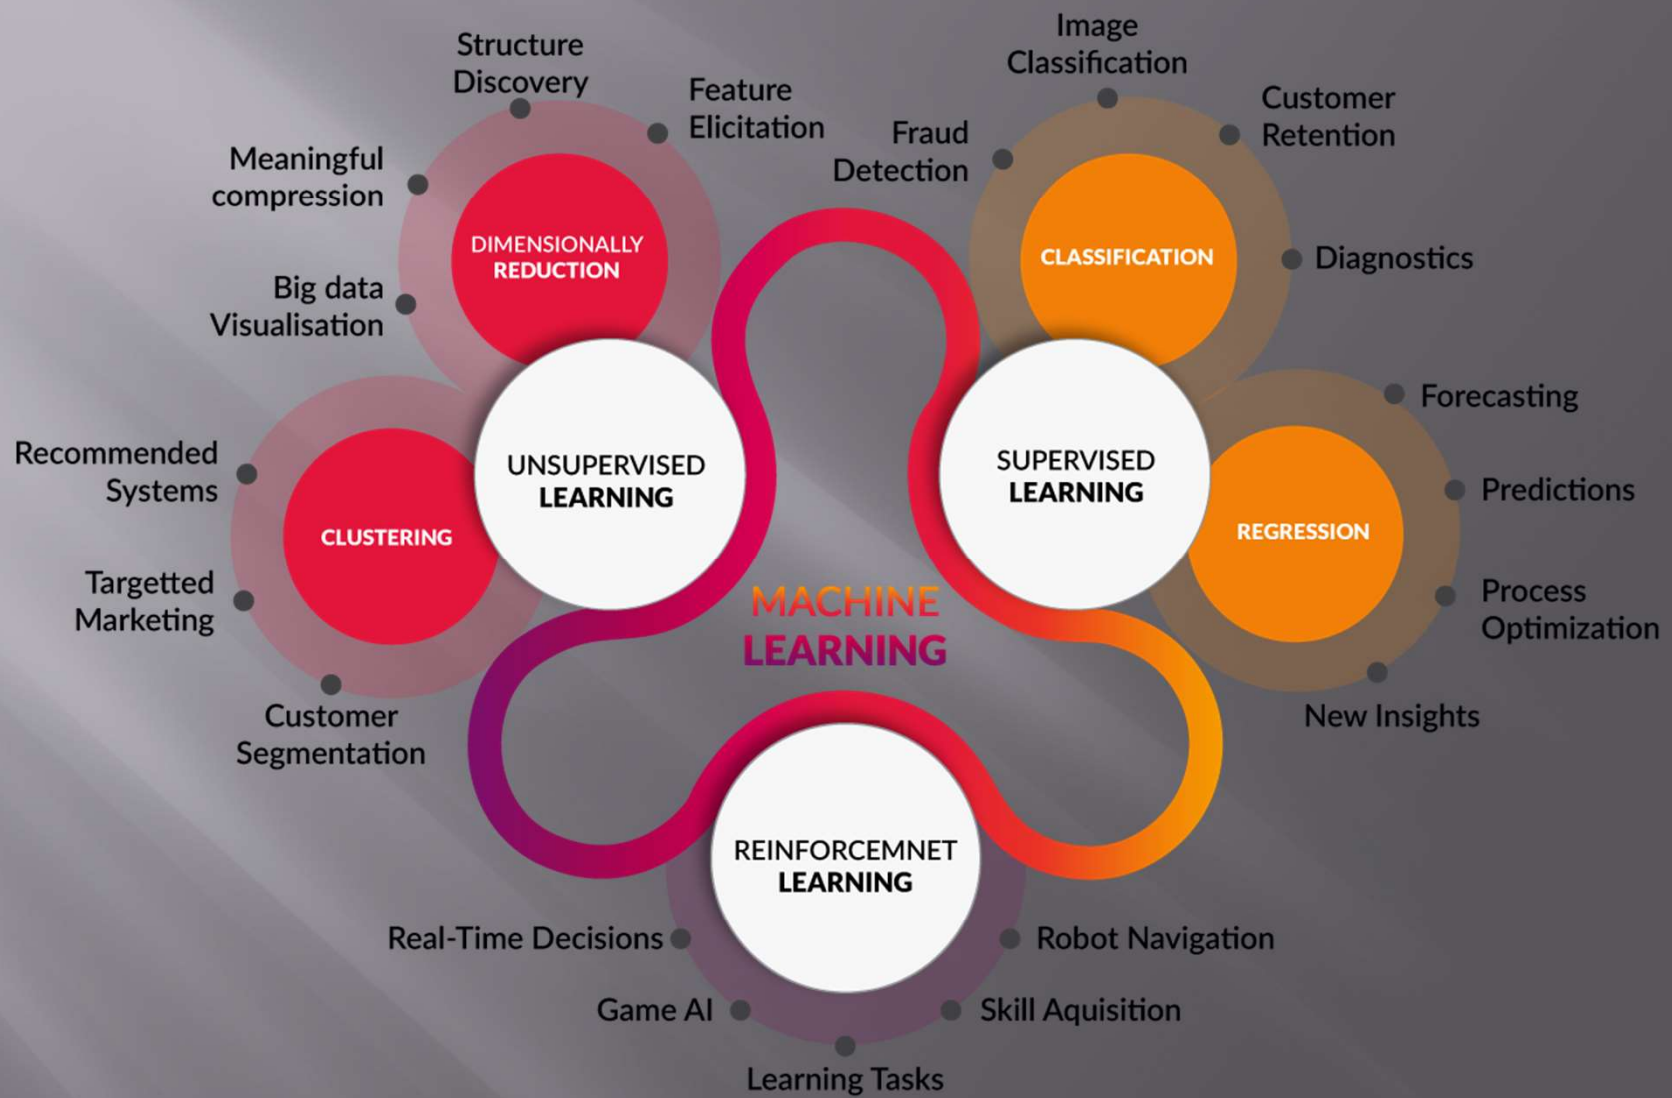 Structure
Discovery
Feature
Elicitation
Meaningful
compression
Big data
Visualisation
DIMENSIONALLY
REDUCTION
Recommended
Systems
Targetted
Marketing
Customer
Segmentation
CLUSTERING
UNSUPERVISED
LEARNING
Image
Classification
Fraud
Detection
Customer
Retention
Diagnostics
CLASSIFICATION
SUPERVISED
LEARNING
Forecasting
Predictions
Process
Optimization
New Insights
REGRESSION
MACHINE
LEARNING
REINFORCEMNET
LEARNING
Real-Time Decisions
Game AI
Learning Tasks
Skill Aquisition
Robot Navigation